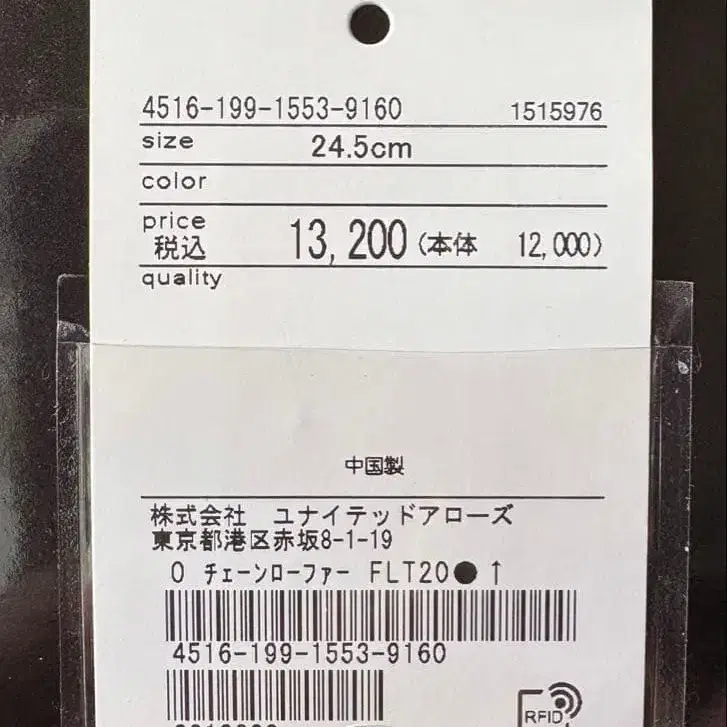 4516-199-1553-9160 1515976
size 24.5cm
color
price
税込 13,200 (本体 12,000)
quality
中国製
株式会社 ユナイテッドアローズ
東京都港区赤坂8-1-19
O チェーンローファー FLT20● ↑
4516-199-1553-9160
RFID